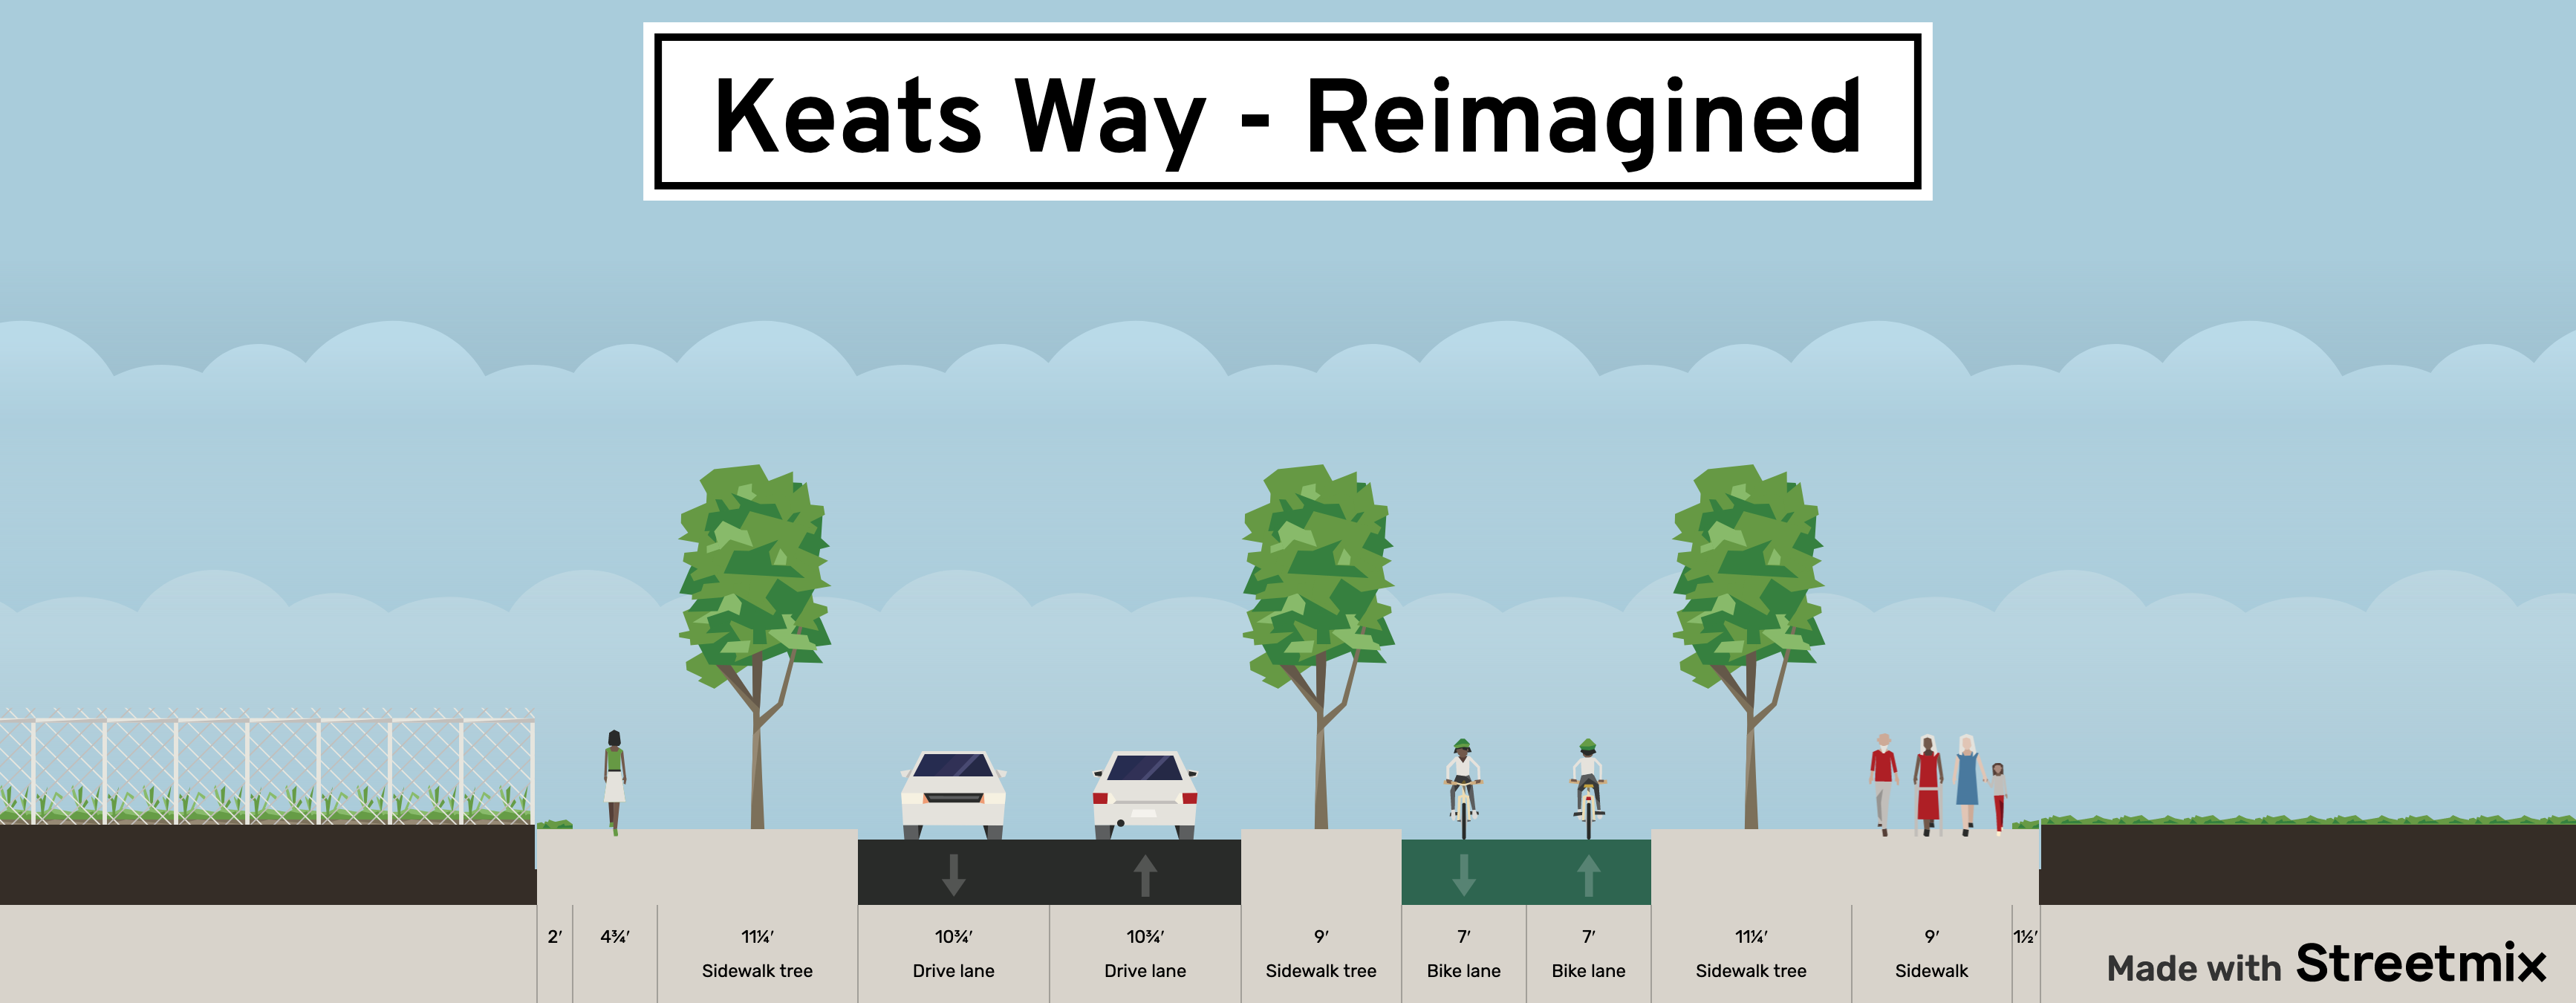 Keats Way - Reimagined
2′ 4¾′ 11¼′ 10¾′ 10¾′ 9′ 7′ 7′ 11¼′ 9′ 1½′
Sidewalk tree Drive lane Drive lane Sidewalk tree Bike lane Bike lane Sidewalk tree Sidewalk
Made with Streetmix